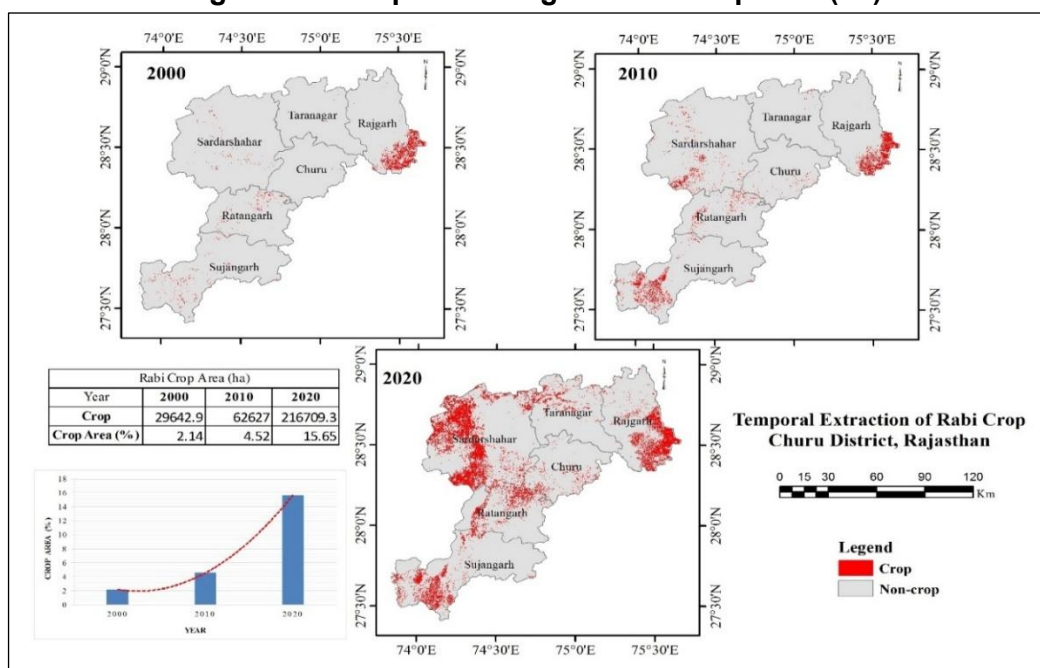 74°0'E 74°30'E 75°0'E 75°30'E
29°0'N
28°30'N
28°0'N
27°30'N
2000
Taranagar
Rajgarh
Sardarshahar
Churu
Ratangarh
Sujangarh
74°0'E 74°30'E 75°0'E 75°30'E
2010
Taranagar
Rajgarh
Sardarshahar
Churu
Ratangarh
Sujangarh
29°0'N
28°30'N
28°0'N
27°30'N
Rabi Crop Area (ha)
Year 2000 2010 2020
Crop 29642.9 62627 216709.3
Crop Area (%) 2.14 4.52 15.65
18
16
14
12
10
8
6
4
2
0
CROP AREA (%)
2000 2010 2020
YEAR
2020
Taranagar
Rajgarh
Sardarshahar
Churu
Ratangarh
Sujangarh
29°0'N
28°30'N
28°0'N
27°30'N
74°0'E 74°30'E 75°0'E 75°30'E
Temporal Extraction of Rabi Crop
Churu District, Rajasthan
0 15 30 60 90 120
Km
Legend
Crop
Non-crop